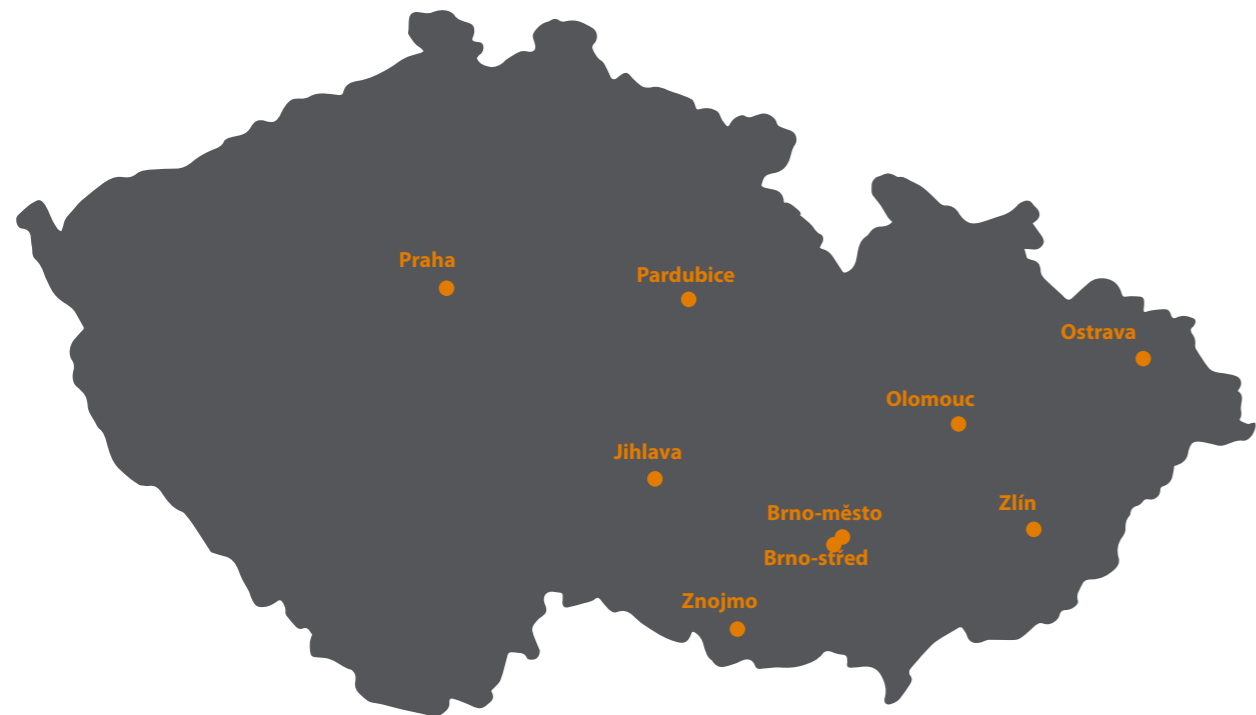 Praha
Pardubice
Ostrava
Olomouc
Jihlava
Zlín
Brno-město
Brno-střed
Znojmo